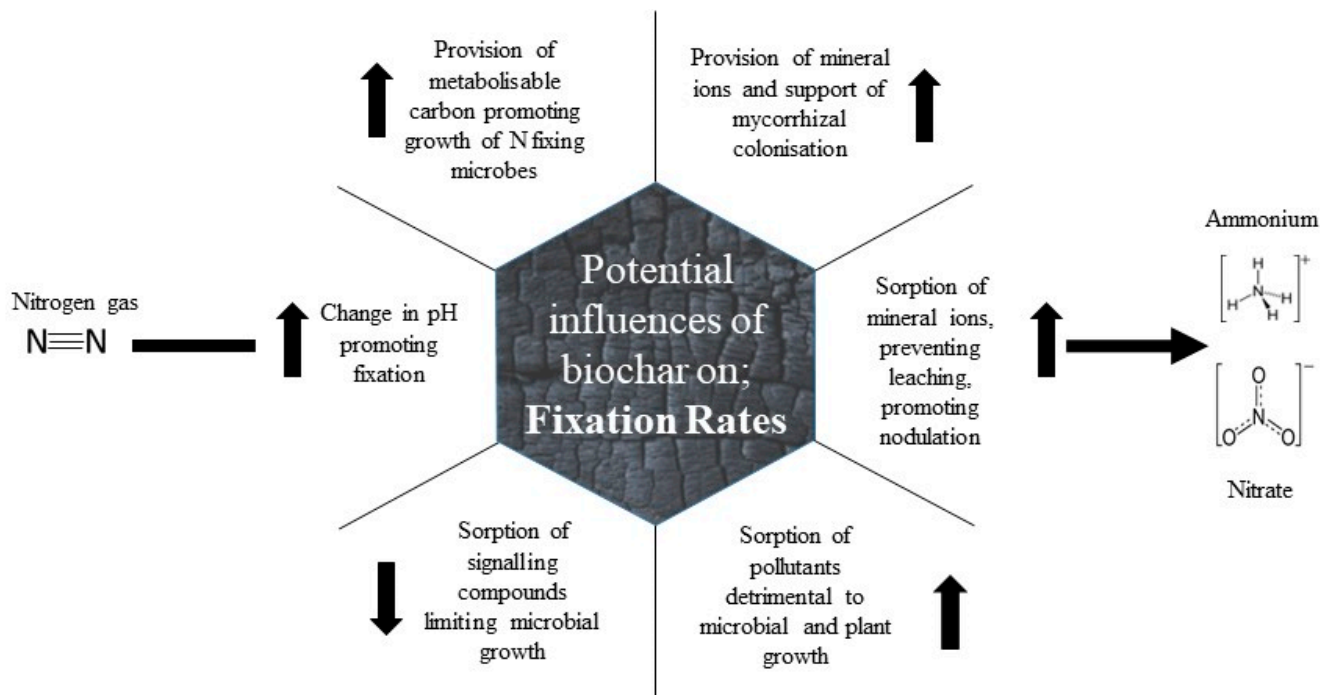 Provision of
metabolisable
carbon promoting
growth of N fixing
microbes
Provision of mineral
ions and support of
mycorrhizal
colonisation
Nitrogen gas
N≡N
Change in pH
promoting
fixation
Potential
influences of
biochar on;
Fixation Rates
Sorption of
mineral ions,
preventing
leaching,
promoting
nodulation
Ammonium
H
N
H
H
H
+
O
N
O
O
−
Nitrate
Sorption of
signalling
compounds
limiting microbial
growth
Sorption of
pollutants
detrimental to
microbial and plant
growth